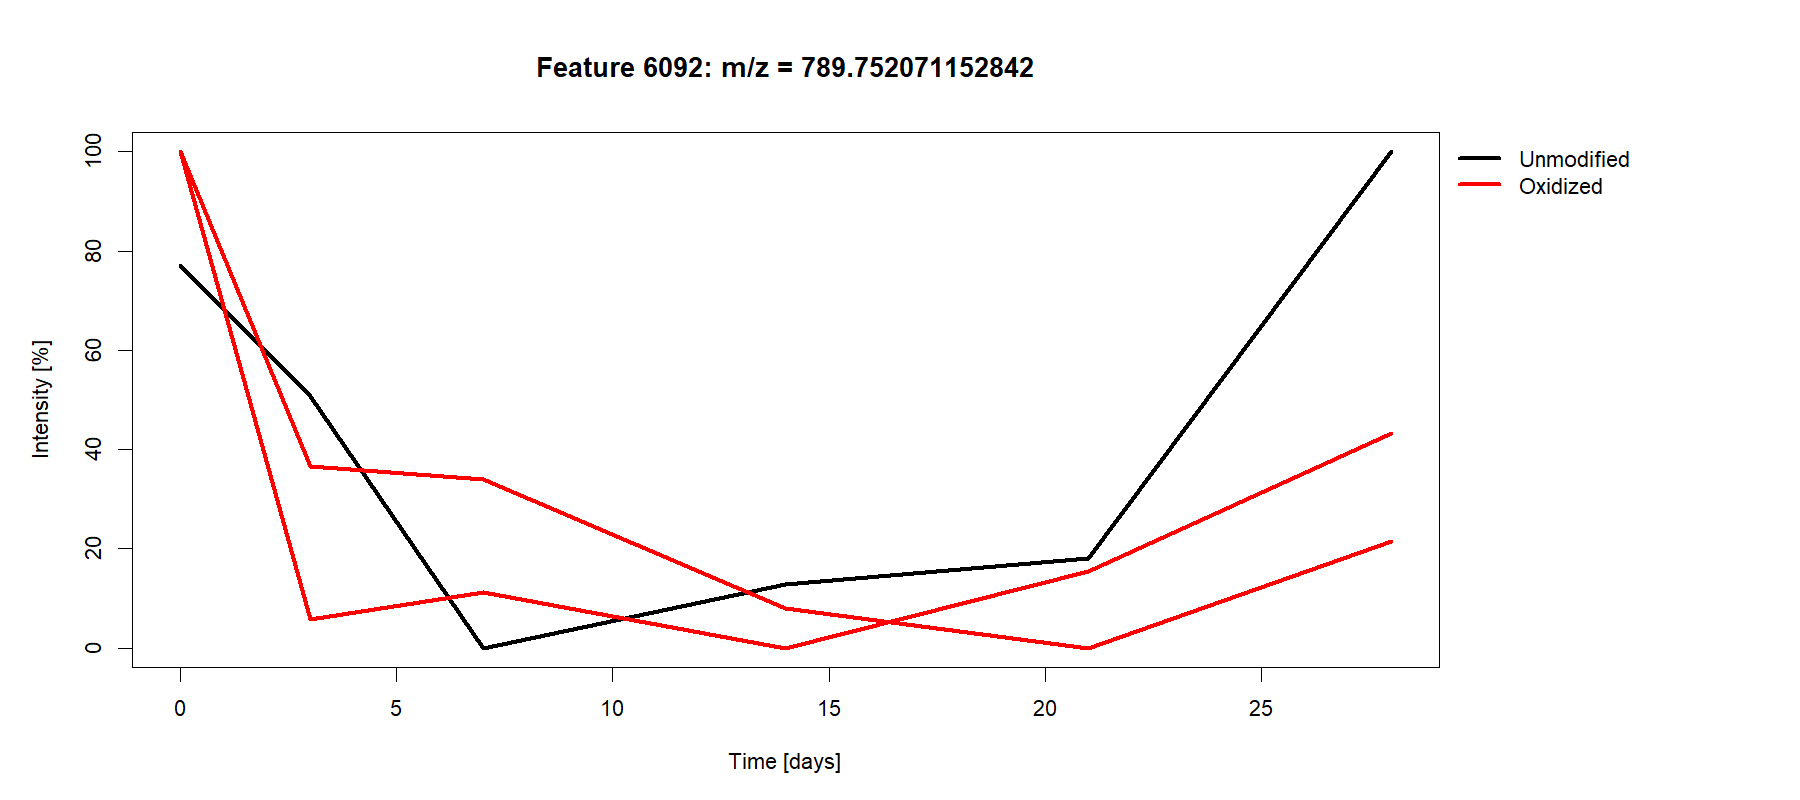 Feature 6092: m/z = 789.752071152842
Unmodified
Oxidized
Intensity [%]
100
80
60
40
20
0
0 5 10 15 20 25
Time [days]